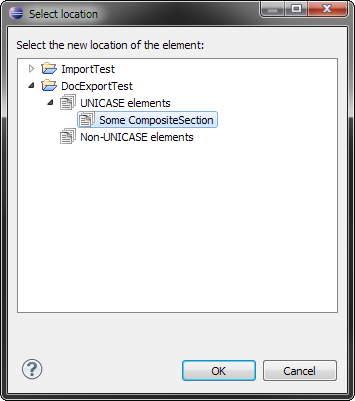 Select location
Select the new location of the element:
ImportTest
DocExportTest
UNICASE elements
Some CompositeSection
Non-UNICASE elements
?
OK
Cancel